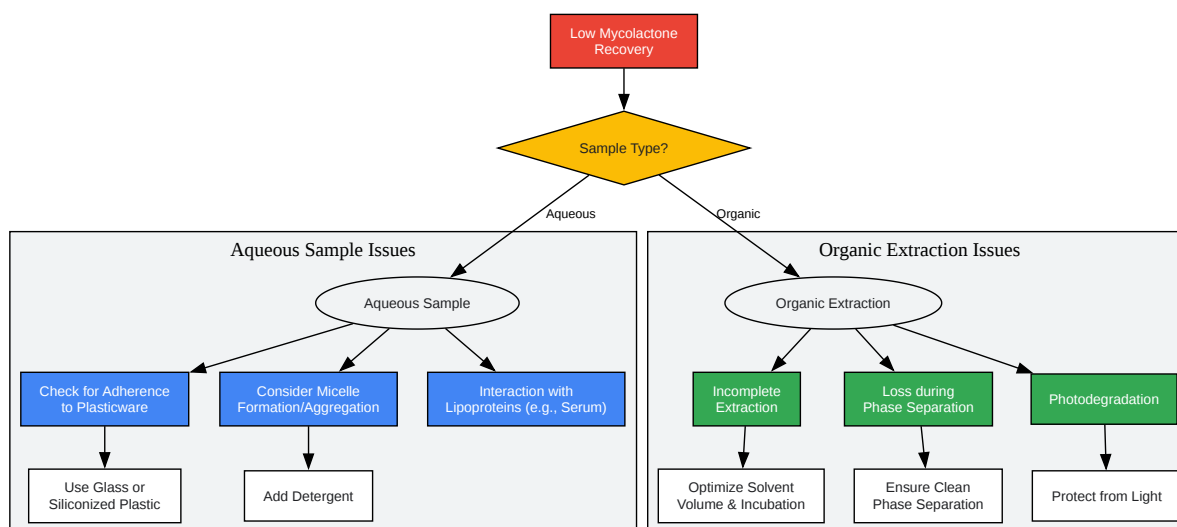 Low Mycolactone
Recovery
Sample Type?
Aqueous
Organic
Aqueous Sample Issues
Organic Extraction Issues
Aqueous Sample
Organic Extraction
Check for Adherence
to Plasticware
Consider Micelle
Formation/Aggregation
Interaction with
Lipoproteins (e.g., Serum)
Incomplete
Extraction
Loss during
Phase Separation
Photodegradation
Use Glass or
Siliconized Plastic
Add Detergent
Optimize Solvent
Volume & Incubation
Ensure Clean
Phase Separation
Protect from Light